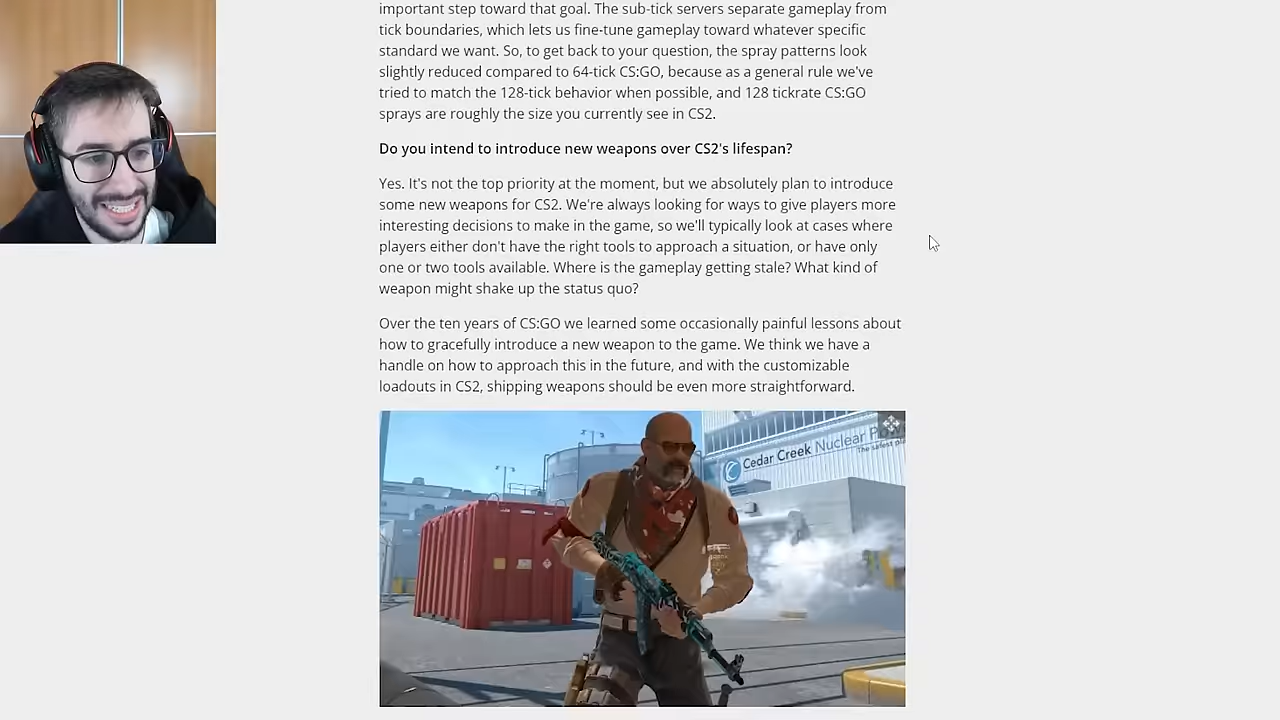 important step toward that goal. The sub-tick servers separate gameplay from
tick boundaries, which lets us fine-tune gameplay toward whatever specific
standard we want. So, to get back to your question, the spray patterns look
slightly reduced compared to 64-tick CS:GO, because as a general rule we've
tried to match the 128-tick behavior when possible, and 128 tickrate CS:GO
sprays are roughly the size you currently see in CS2.
Do you intend to introduce new weapons over CS2's lifespan?
Yes. It's not the top priority at the moment, but we absolutely plan to introduce
some new weapons for CS2. We're always looking for ways to give players more
interesting decisions to make in the game, so we'll typically look at cases where
players either don't have the right tools to approach a situation, or have only
one or two tools available. Where is the gameplay getting stale? What kind of
weapon might shake up the status quo?
Over the ten years of CS:GO we learned some occasionally painful lessons about
how to gracefully introduce a new weapon to the game. We think we have a
handle on how to approach this in the future, and with the customizable
loadouts in CS2, shipping weapons should be even more straightforward.
Cedar Creek Nuclear
The safest